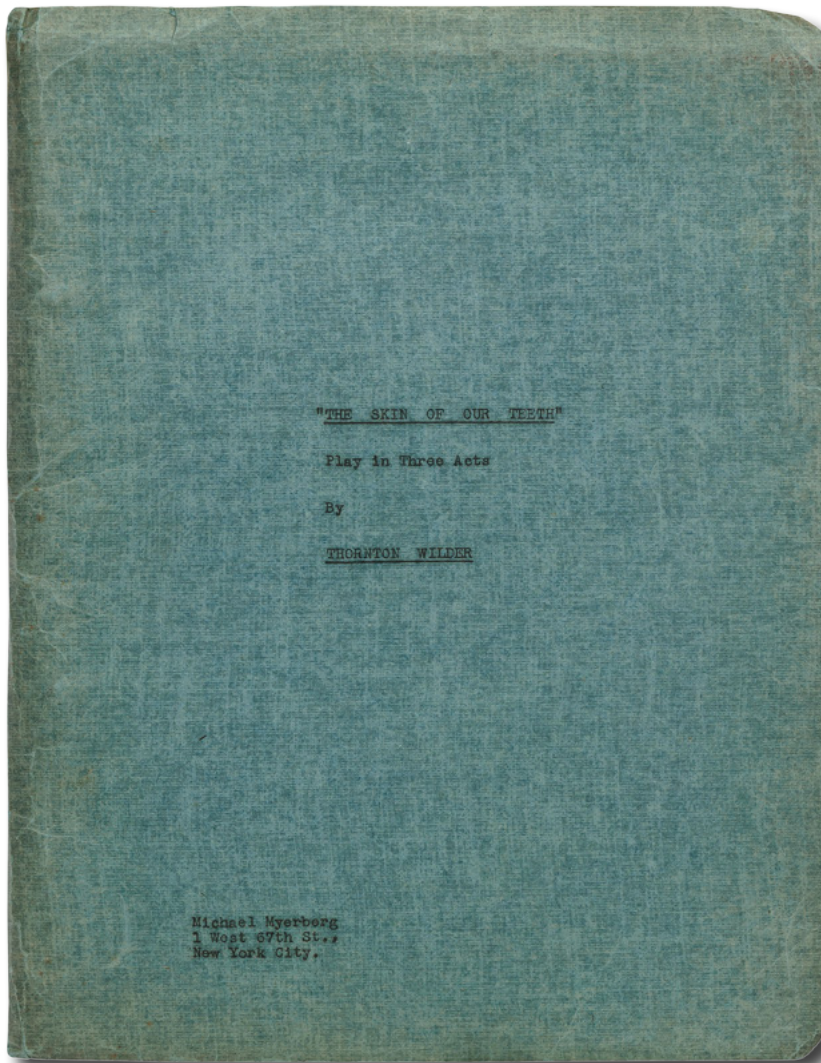 "THE SKIN OF OUR TEETH"
Play in Three Acts
By
THORNTON WILDER
Michael Myerberg
1 West 67th St.,
New York City.